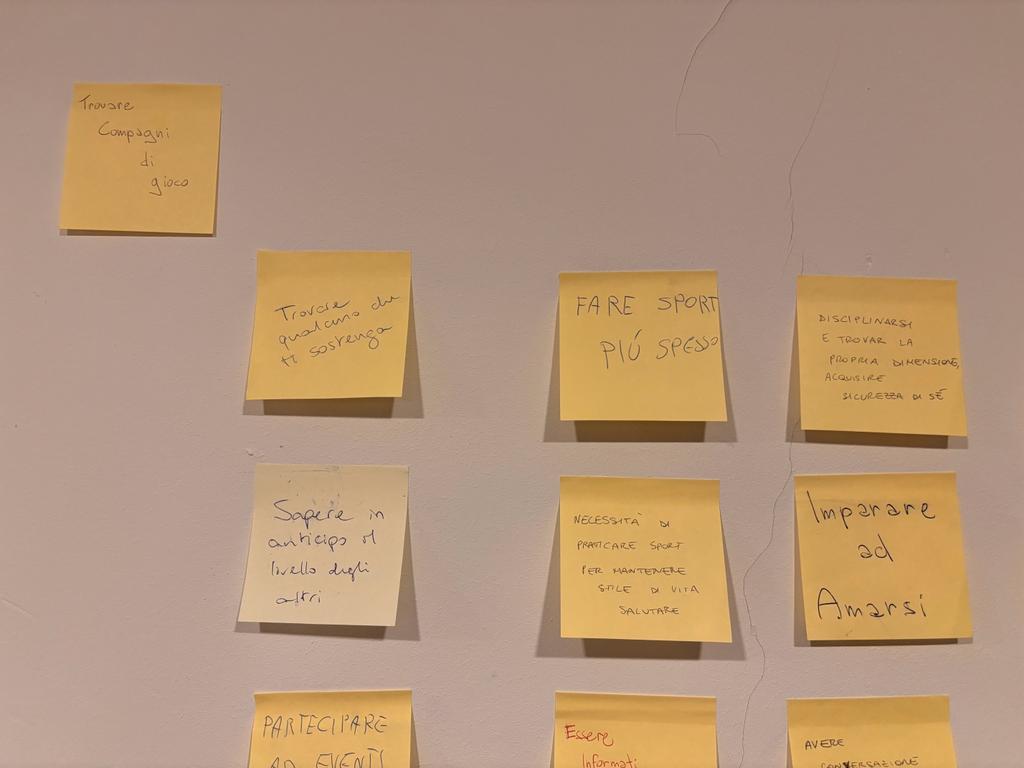 Trovare
Compagni
di
gioco
Trovare
qualcuno che
ti sostenga
Sapere in
anticipo il
livello degli
altri
PARTECIPARE
AD EVENTI
FARE SPORT
PIÚ SPESSO
NECESSITÀ DI
PRATICARE SPORT
PER MANTENERE
STILE DI VITA
SALUTARE
Essere
Informati
DISCIPLINARSI
E TROVAR LA
PROPRIA DIMENSIONE,
ACQUISIRE
SICUREZZA DI SÉ
Imparare
ad
Amarsi
AVERE
CONVERSAZIONE